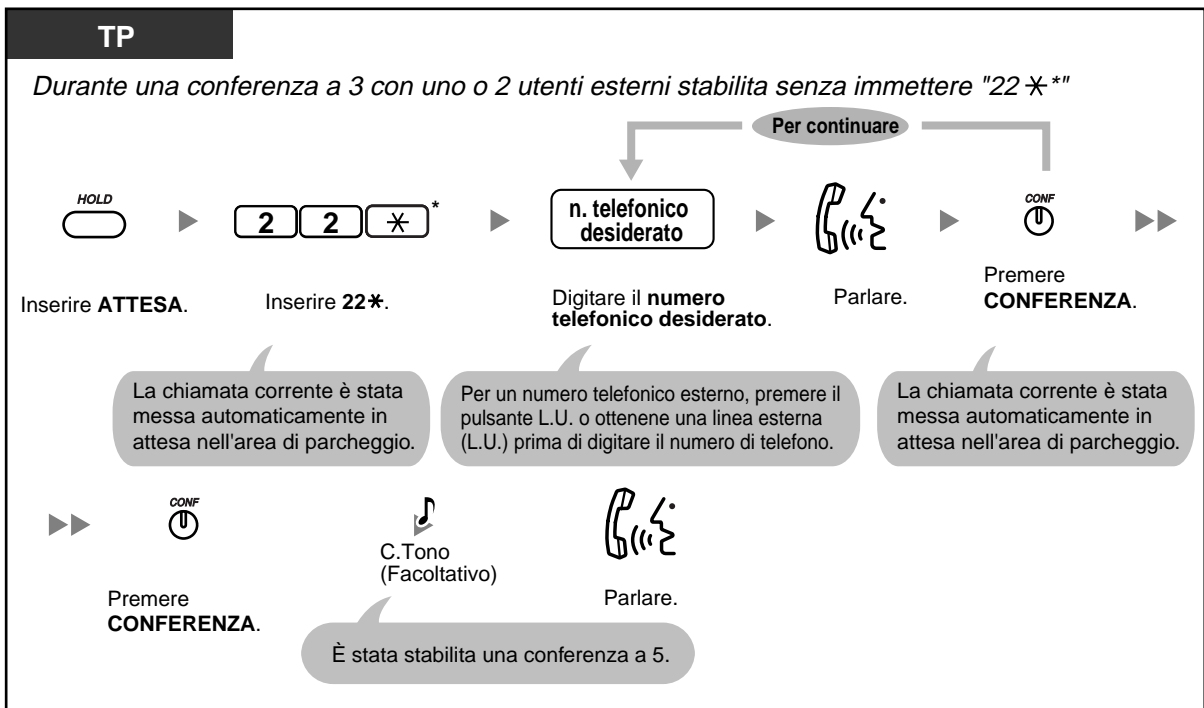 TP
Durante una conferenza a 3 con uno o 2 utenti esterni stabilita senza immettere "22 ✳*"
Per continuare
HOLD
2 2 ✳ *
n. telefonico
desiderato
CONF
Inserire ATTESA.
Inserire 22✳.
Digitare il numero
telefonico desiderato.
Parlare.
Premere
CONFERENZA.
La chiamata corrente è stata
messa automaticamente in
attesa nell'area di parcheggio.
Per un numero telefonico esterno, premere il
pulsante L.U. o ottenene una linea esterna
(L.U.) prima di digitare il numero di telefono.
La chiamata corrente è stata
messa automaticamente in
attesa nell'area di parcheggio.
CONF
Premere
CONFERENZA.
C.Tono
(Facoltativo)
Parlare.
È stata stabilita una conferenza a 5.